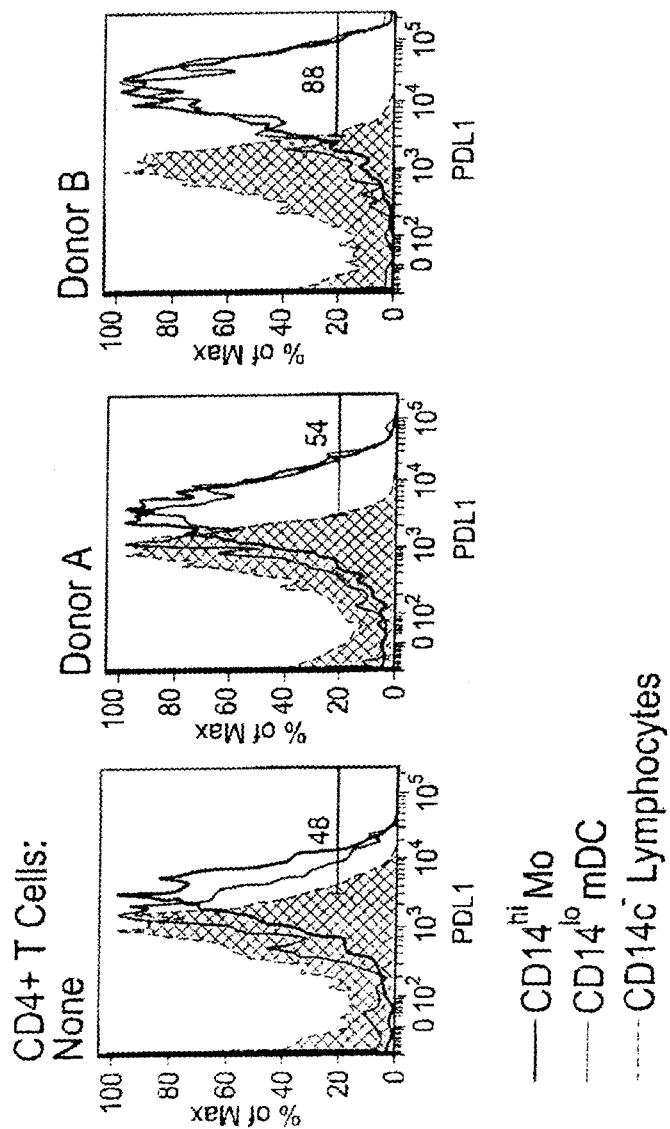 CD4+ T Cells:
None
Donor A
Donor B
100
80
60
40
20
0
% of Max
48
0 10² 10³ 10⁴ 10⁵
PDL1
100
80
60
40
20
0
% of Max
54
0 10² 10³ 10⁴ 10⁵
PDL1
100
80
60
40
20
0
% of Max
88
0 10² 10³ 10⁴ 10⁵
PDL1
CD14ʰⁱ Mo
CD14ˡᵒ mDC
CD14c⁻ Lymphocytes